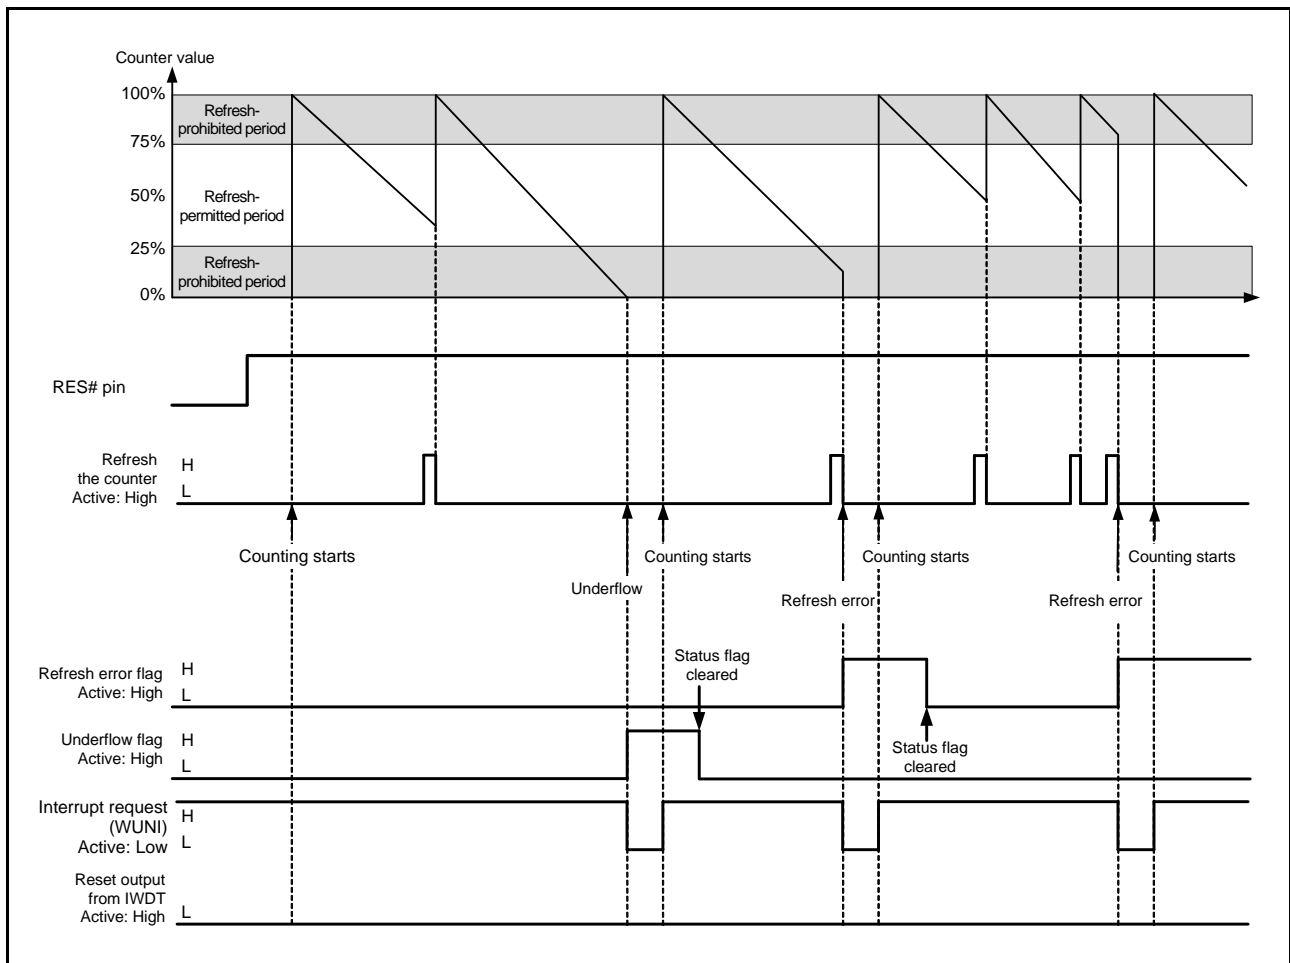 Counter value
100%
Refresh-
prohibited period
75%
50%
Refresh-
permitted period
25%
Refresh-
prohibited period
0%
RES# pin
Refresh
the counter
Active: High
H
L
Counting starts
Counting starts
Counting starts
Counting starts
Underflow
Refresh error
Refresh error
Refresh error flag
Active: High
H
L
Status flag
cleared
Status flag
cleared
Underflow flag
Active: High
H
L
Interrupt request
(WUNI)
Active: Low
H
L
Reset output
from IWDT
Active: High
L